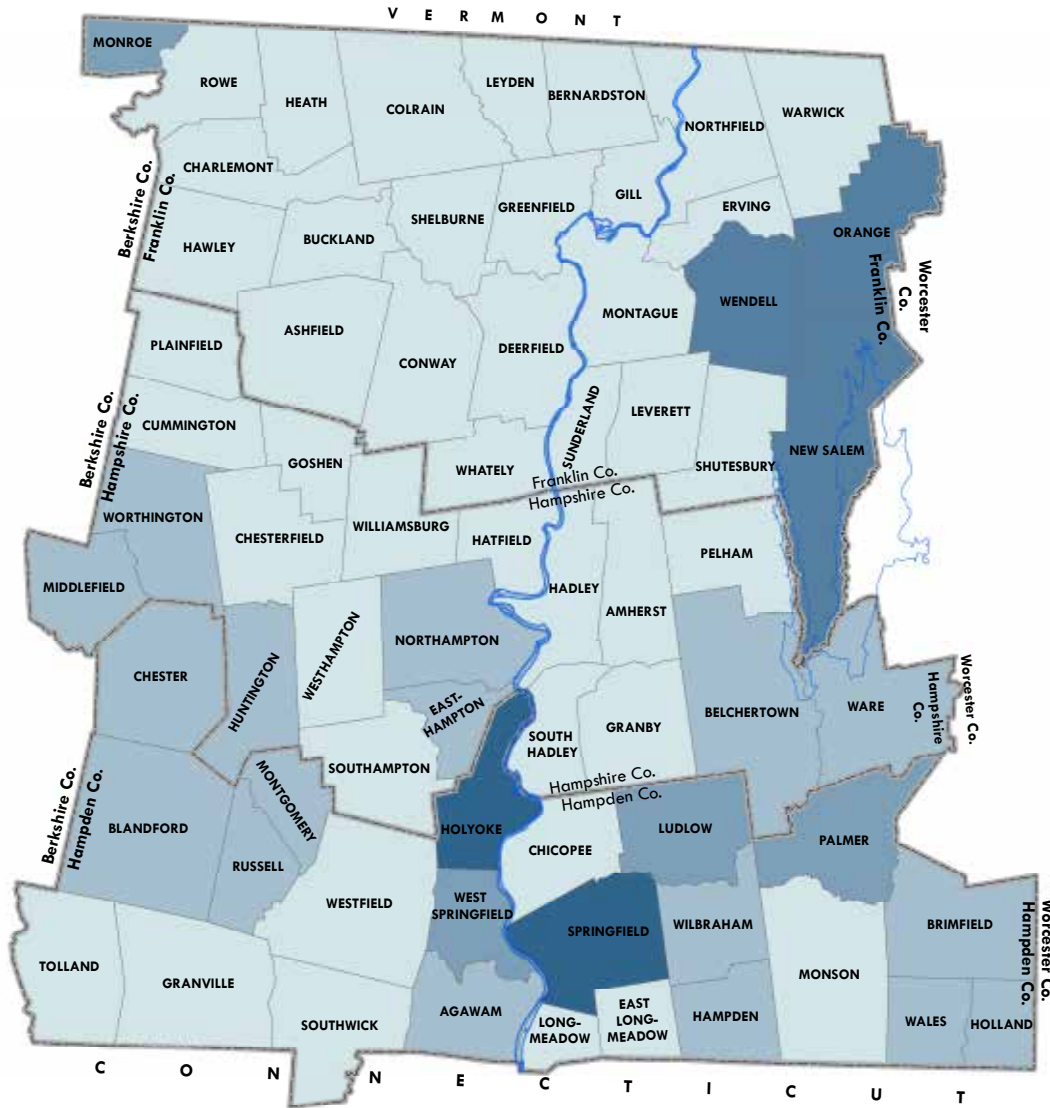 VERMONT
MONROE
ROWE
HEATH
COLRAIN
LEYDEN
BERNARDSTON
NORTHFIELD
WARWICK
CHARLEMONT
Berkshire Co.
Franklin Co.
HAWLEY
BUCKLAND
SHELBURNE
GREENFIELD
GILL
ERVING
ORANGE
Franklin Co.
Worcester
Co.
WENDELL
MONTAGUE
PLAINFIELD
ASHFIELD
CONWAY
DEERFIELD
SUNDERLAND
LEVERETT
SHUTESBURY
NEW SALEM
Berkshire Co.
Hampshire Co.
CUMMINGTON
GOSHEN
WHATELY
Franklin Co.
Hampshire Co.
WORTHINGTON
CHESTERFIELD
WILLIAMSBURG
HATFIELD
HADLEY
AMHERST
PELHAM
MIDDLEFIELD
CHESTER
HUNTINGTON
WESTHAMPTON
NORTHAMPTON
EAST-
HAMPTON
SOUTH
HADLEY
GRANBY
BELCHERTOWN
WARE
Hampshire
Co.
Worcester Co.
SOUTHAMPTON
Hampshire Co.
Hampden Co.
Berkshire Co.
Hampden Co.
BLANDFORD
MONTGOMERY
RUSSELL
HOLYOKE
CHICOPEE
LUDLOW
PALMER
WESTFIELD
WEST
SPRINGFIELD
SPRINGFIELD
WILBRAHAM
BRIMFIELD
Hampden Co.
Worcester Co.
TOLLAND
GRANVILLE
SOUTHWICK
AGAWAM
LONG-
MEADOW
EAST
LONG-
MEADOW
HAMPDEN
MONSON
WALES
HOLLAND
CONNECTICUT